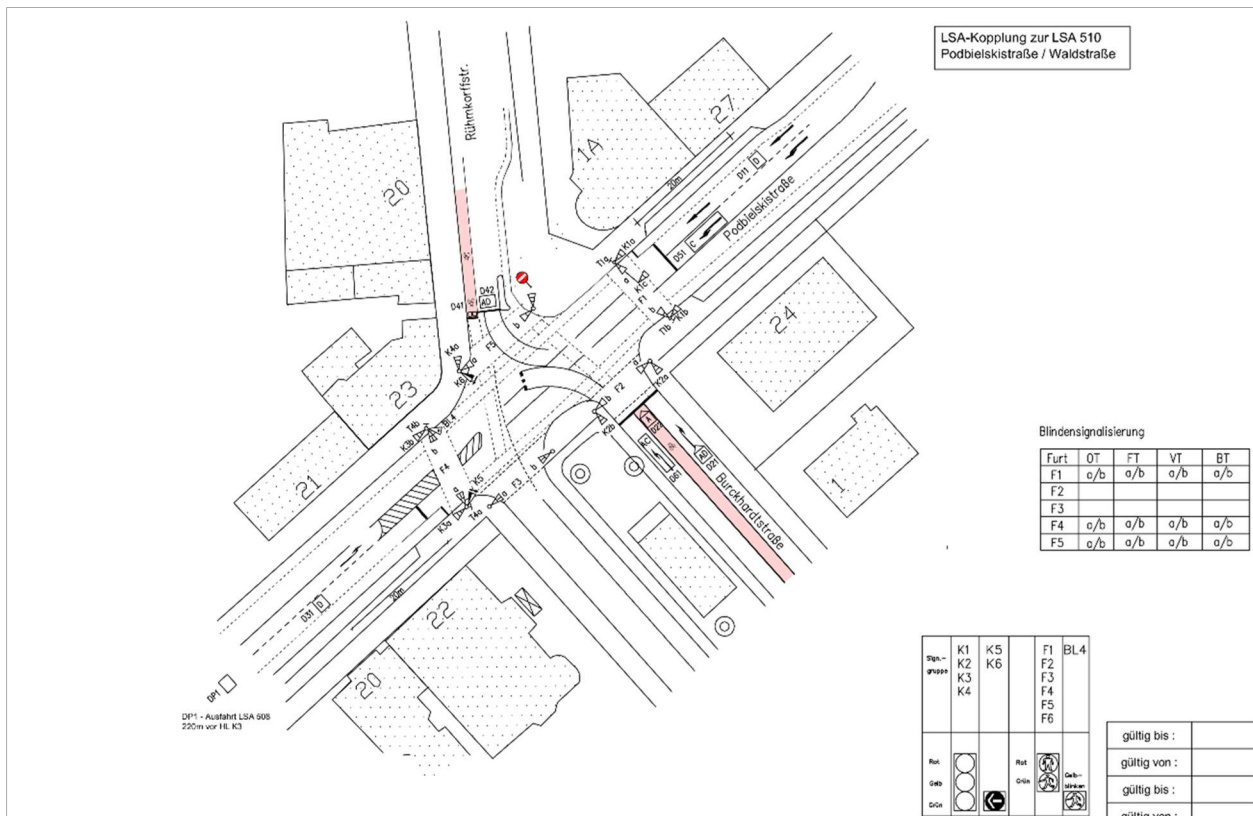 LSA-Kopplung zur LSA 510
Podbielskistraße / Waldstraße
Rühmkorffstr.
27
1A
20
20m
D11
D
Podbielskistraße
D51
C
K1a
T1a
a
K1c
F1
b
T1b
K1b
D42
D41
AD
b
F5
K4a
a
K6
24
23
a
K2a
F2
b
K2b
T4b
BL4
K3b
b
F4
K5
a
F3
b
a
T4a
K3a
21
A
D22
AC
D61
AD
D21
Burckhardtstraße
1
20m
D31
D
22
20
DP1
DP1 - Ausfahrt LSA 608
220m vor HL K3
Blindensignalisierung
Furt OT FT VT BT
F1 a/b a/b a/b a/b
F2
F3
F4 a/b a/b a/b a/b
F5 a/b a/b a/b a/b
Sign.-
gruppe
K1 K5 F1 BL4
K2 K6 F2
K3 F3
K4 F4
F5
F6
Rot Rot
Gelb Grün Gelb-
blinken
Grün
gültig bis :
gültig von :
gültig bis :
gültig von :